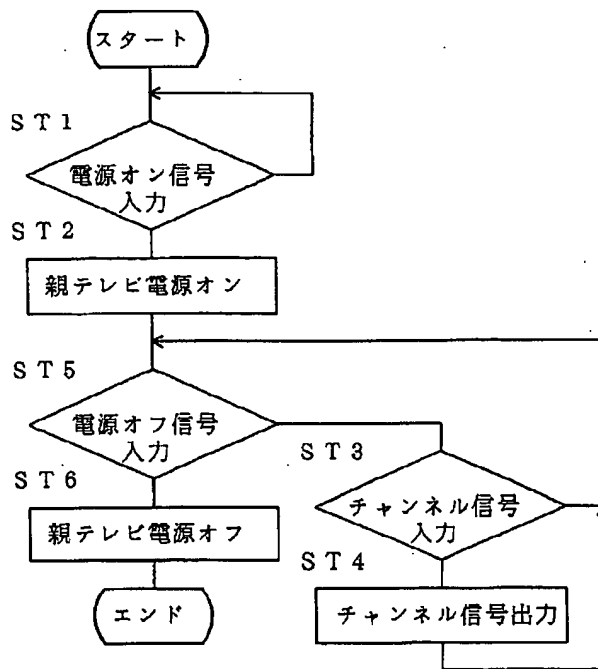 スタート
ST1
電源オン信号
入力
ST2
親テレビ電源オン
ST5
電源オフ信号
入力
ST3
ST6
チャンネル信号
入力
親テレビ電源オフ
ST4
エンド
チャンネル信号出力